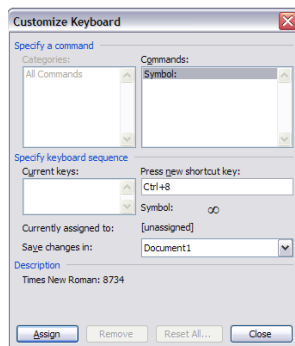 Customize Keyboard
Specify a command
Categories: Commands:
All Commands Symbol:
Specify keyboard sequence
Current keys: Press new shortcut key:
Ctrl+8
Symbol: ∞
Currently assigned to: [unassigned]
Save changes in: Document1
Description
Times New Roman: 8734
Assign Remove Reset All... Close